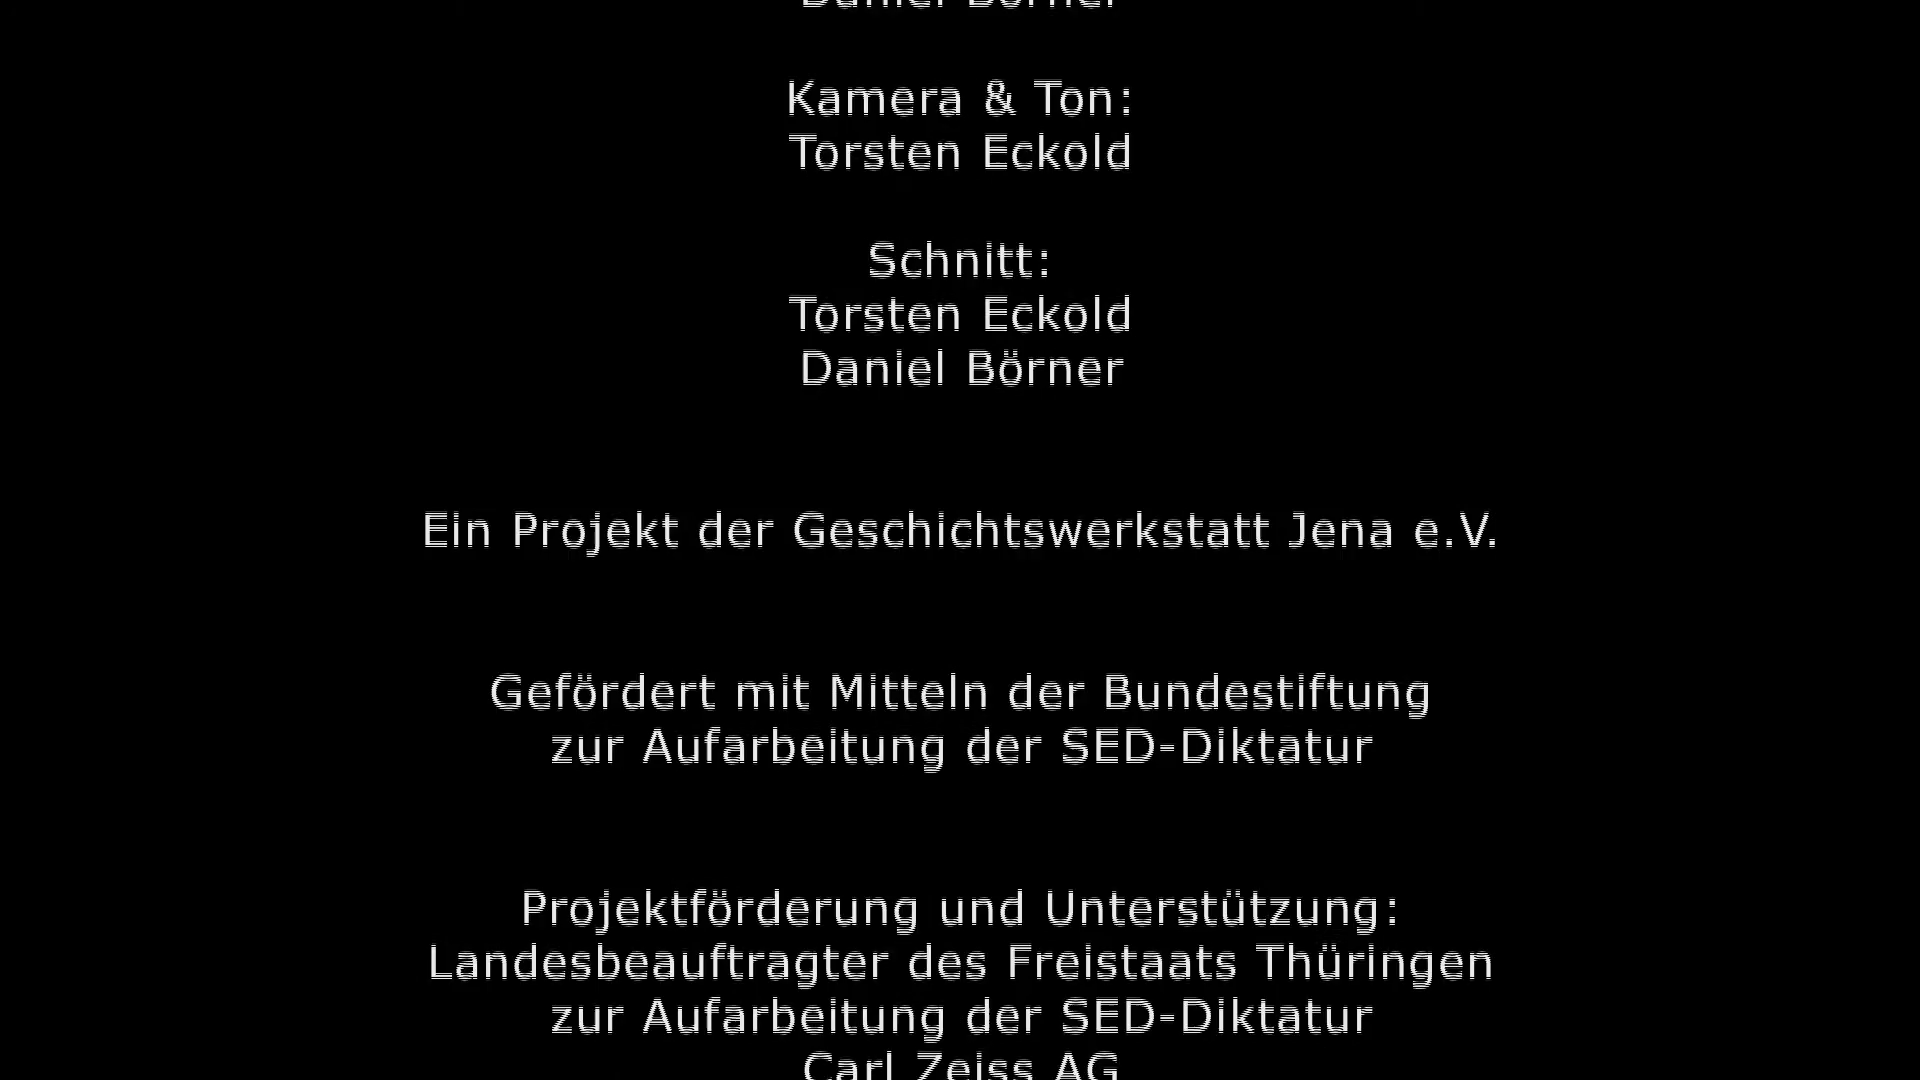 Daniel Börner
Kamera & Ton:
Torsten Eckold
Schnitt:
Torsten Eckold
Daniel Börner
Ein Projekt der Geschichtswerkstatt Jena e.V.
Gefördert mit Mitteln der Bundestiftung
zur Aufarbeitung der SED-Diktatur
Projektförderung und Unterstützung:
Landesbeauftragter des Freistaats Thüringen
zur Aufarbeitung der SED-Diktatur
Carl Zeiss AG